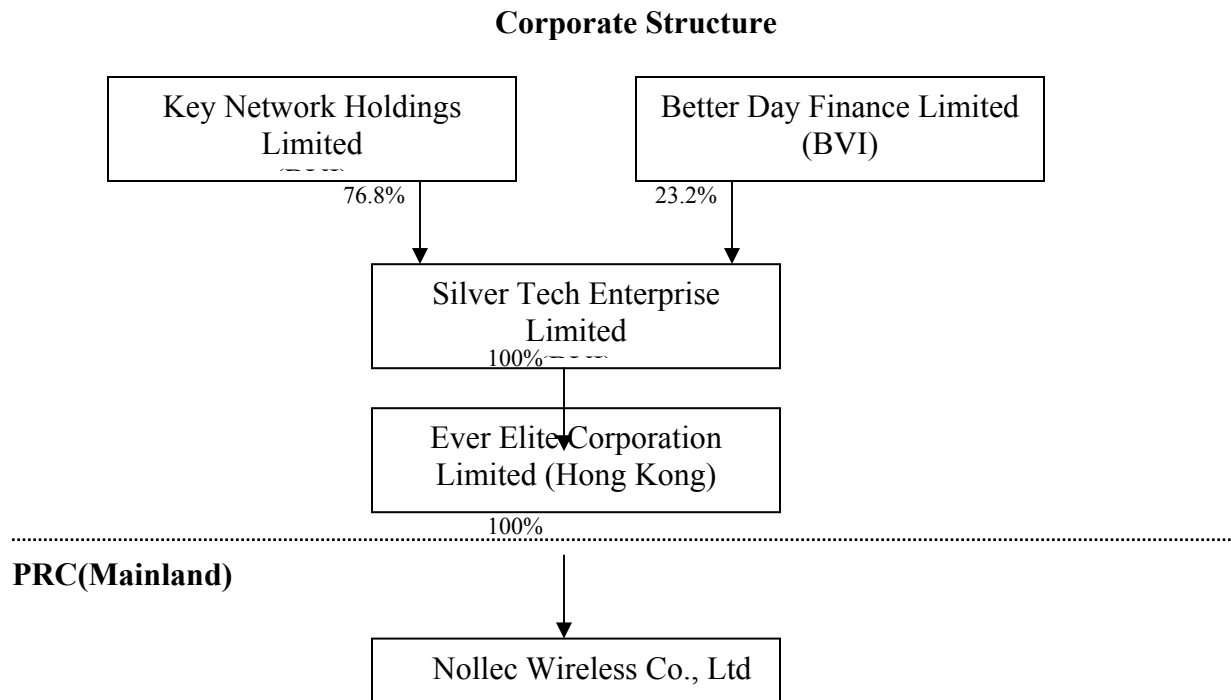 Corporate Structure
Key Network Holdings
Limited
Better Day Finance Limited
(BVI)
76.8%
23.2%
Silver Tech Enterprise
Limited
100%
Ever Elite Corporation
Limited (Hong Kong)
100%
PRC(Mainland)
Nollec Wireless Co., Ltd